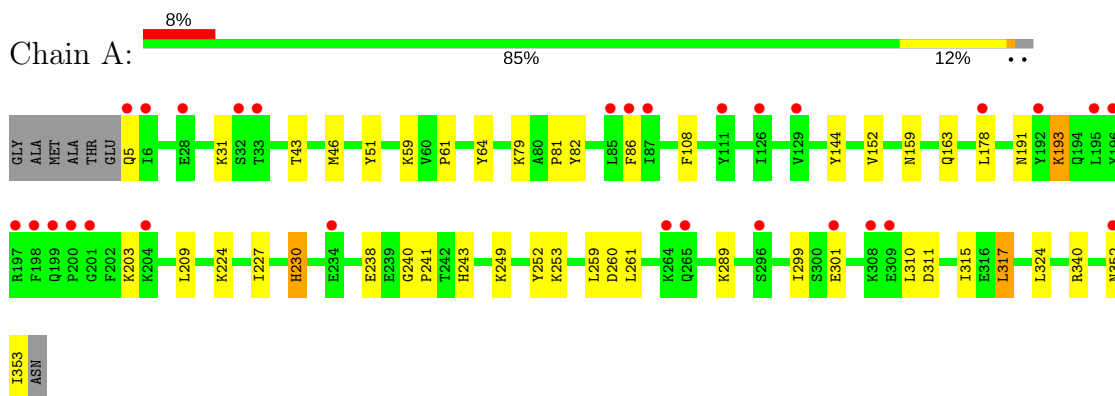 8%
Chain A:
85% 12% • •
GLY ALA MET ALA THR GLU Q5 I6 E28 K31 S32 T33 T43 M46 Y51 K59 V60 P61 Y64 K79 A80 P81 Y82 L85 F86 I87 F108 Y111 I126 V129 Y144 V152 N159 Q163 L178 N191 Y192 K193 Q194 L195 Y196
R197 F198 Q199 P200 G201 F202 K203 K204 L209 K224 I227 H230 E234 E238 E239 G240 P241 T242 H243 K249 Y252 K253 L259 D260 L261 K264 Q265 K289 S296 I299 S300 E301 K308 E309 L310 D311 I315 E316 L317 L324 R340 N352
I353 ASN